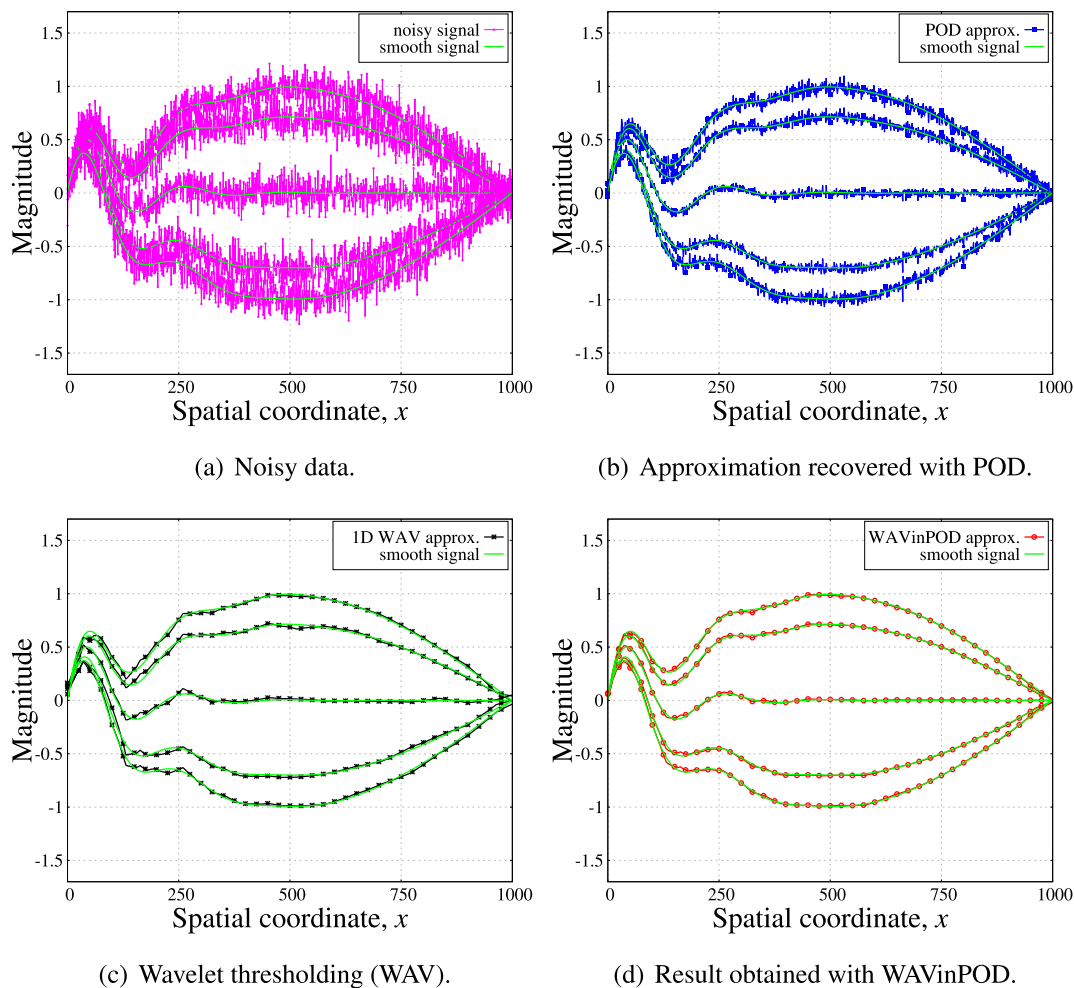 noisy signal
smooth signal
1.5
1
0.5
0
-0.5
-1
-1.5
Magnitude
0
250
500
750
1000
Spatial coordinate, x
(a) Noisy data.
POD approx.
smooth signal
1.5
1
0.5
0
-0.5
-1
-1.5
Magnitude
0
250
500
750
1000
Spatial coordinate, x
(b) Approximation recovered with POD.
1D WAV approx.
smooth signal
1.5
1
0.5
0
-0.5
-1
-1.5
Magnitude
0
250
500
750
1000
Spatial coordinate, x
(c) Wavelet thresholding (WAV).
WAVinPOD approx.
smooth signal
1.5
1
0.5
0
-0.5
-1
-1.5
Magnitude
0
250
500
750
1000
Spatial coordinate, x
(d) Result obtained with WAVinPOD.